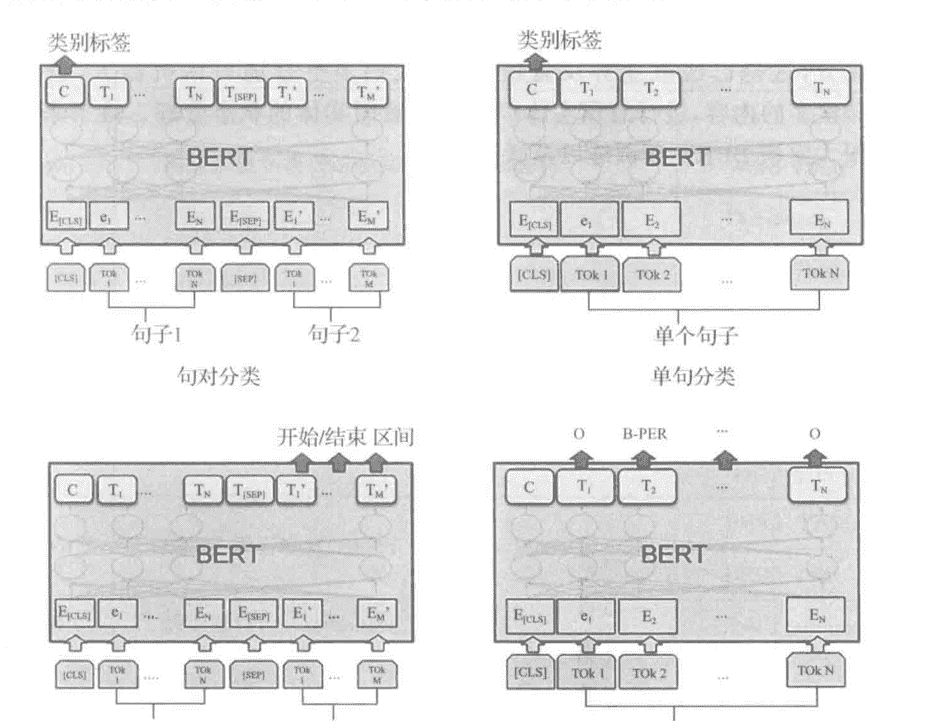 类别标签
C T1 ... TN T[SEP] T1' ... TM'
BERT
E[CLS] e1 ... EN E[SEP] E1' ... EM'
[CLS] TOk 1 ... TOk N [SEP] TOk 1 ... TOk M
句子1 句子2
句对分类
类别标签
C T1 T2 ... TN
BERT
E[CLS] e1 E2 ... EN
[CLS] TOk 1 TOk 2 ... TOk N
单个句子
单句分类
开始/结束 区间
C T1 ... TN T[SEP] T1' ... TM'
BERT
E[CLS] e1 .... EN E[SEP] E1' ... EM'
[CLS] TOk 1 .... TOk N [SEP] TOk 1 ... TOk M
O B-PER ... O
C T1 T2 ... TN
BERT
E[CLS] e1 E2 ... EN
[CLS] TOk 1 TOk 2 ... TOk N